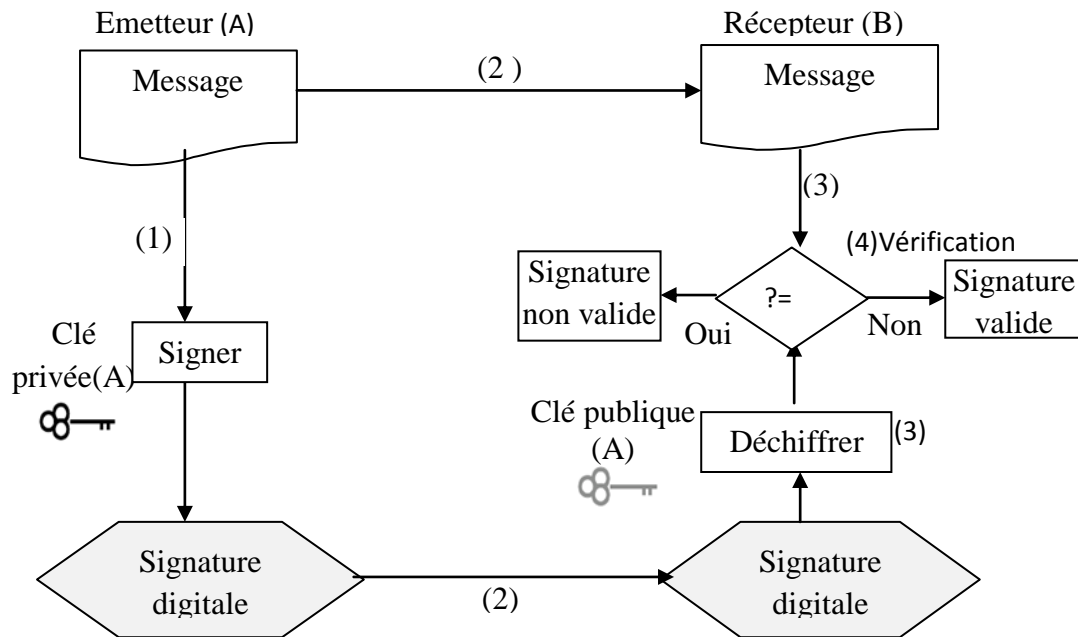 Emetteur (A)
Récepteur (B)
Message
(2 )
Message
(1)
(3)
(4)Vérification
Signature
non valide
?=
Signature
valide
Oui
Non
Clé
privée(A)
Signer
Clé publique
(A)
Déchiffrer
(3)
Signature
digitale
(2)
Signature
digitale